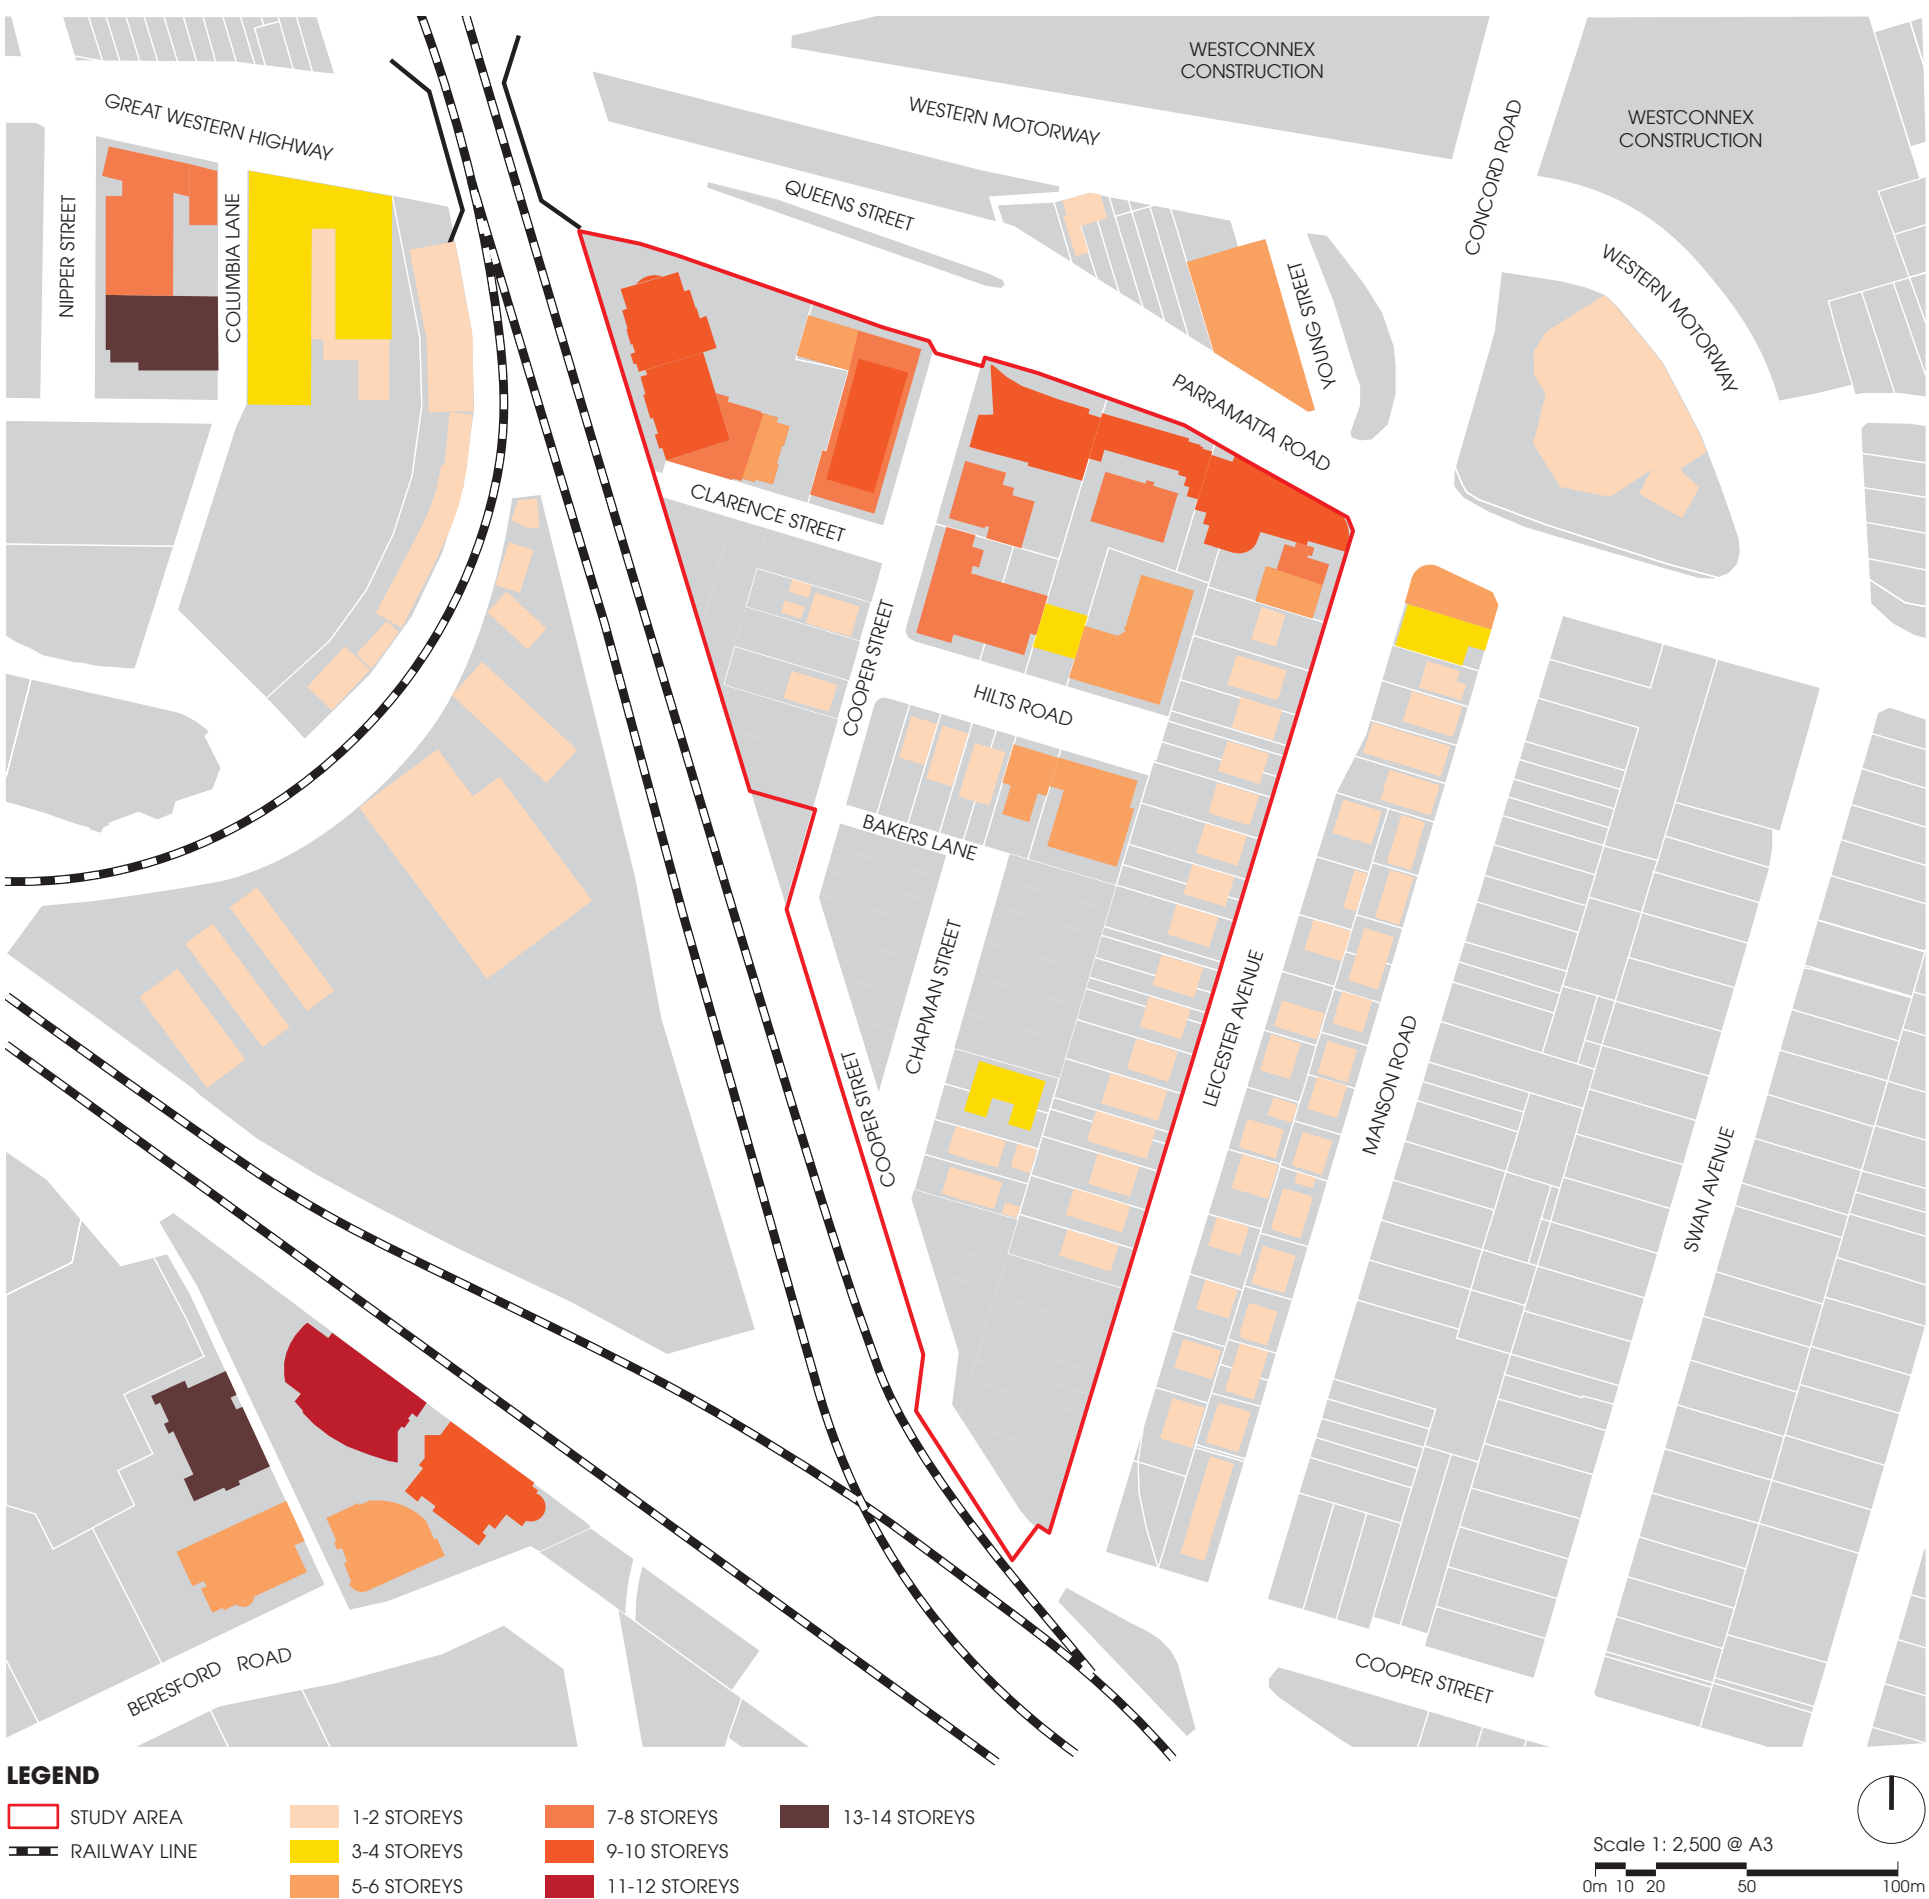 WESTCONNEX
CONSTRUCTION
WESTCONNEX
CONSTRUCTION
GREAT WESTERN HIGHWAY
WESTERN MOTORWAY
CONCORD ROAD
QUEENS STREET
NIPPER STREET
COLUMBIA LANE
YOUNG STREET
WESTERN MOTORWAY
PARRAMATTA ROAD
CLARENCE STREET
COOPER STREET
HILTS ROAD
BAKERS LANE
CHAPMAN STREET
LEICESTER AVENUE
COOPER STREET
MANSON ROAD
SWAN AVENUE
BERESFORD ROAD
COOPER STREET
LEGEND
STUDY AREA
RAILWAY LINE
1-2 STOREYS
3-4 STOREYS
5-6 STOREYS
7-8 STOREYS
9-10 STOREYS
11-12 STOREYS
13-14 STOREYS
Scale 1: 2,500 @ A3
0m 10 20 50 100m